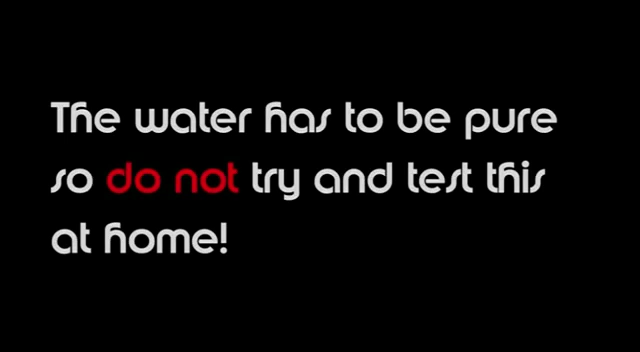 The water has to be pure
so do not try and test this
at home!